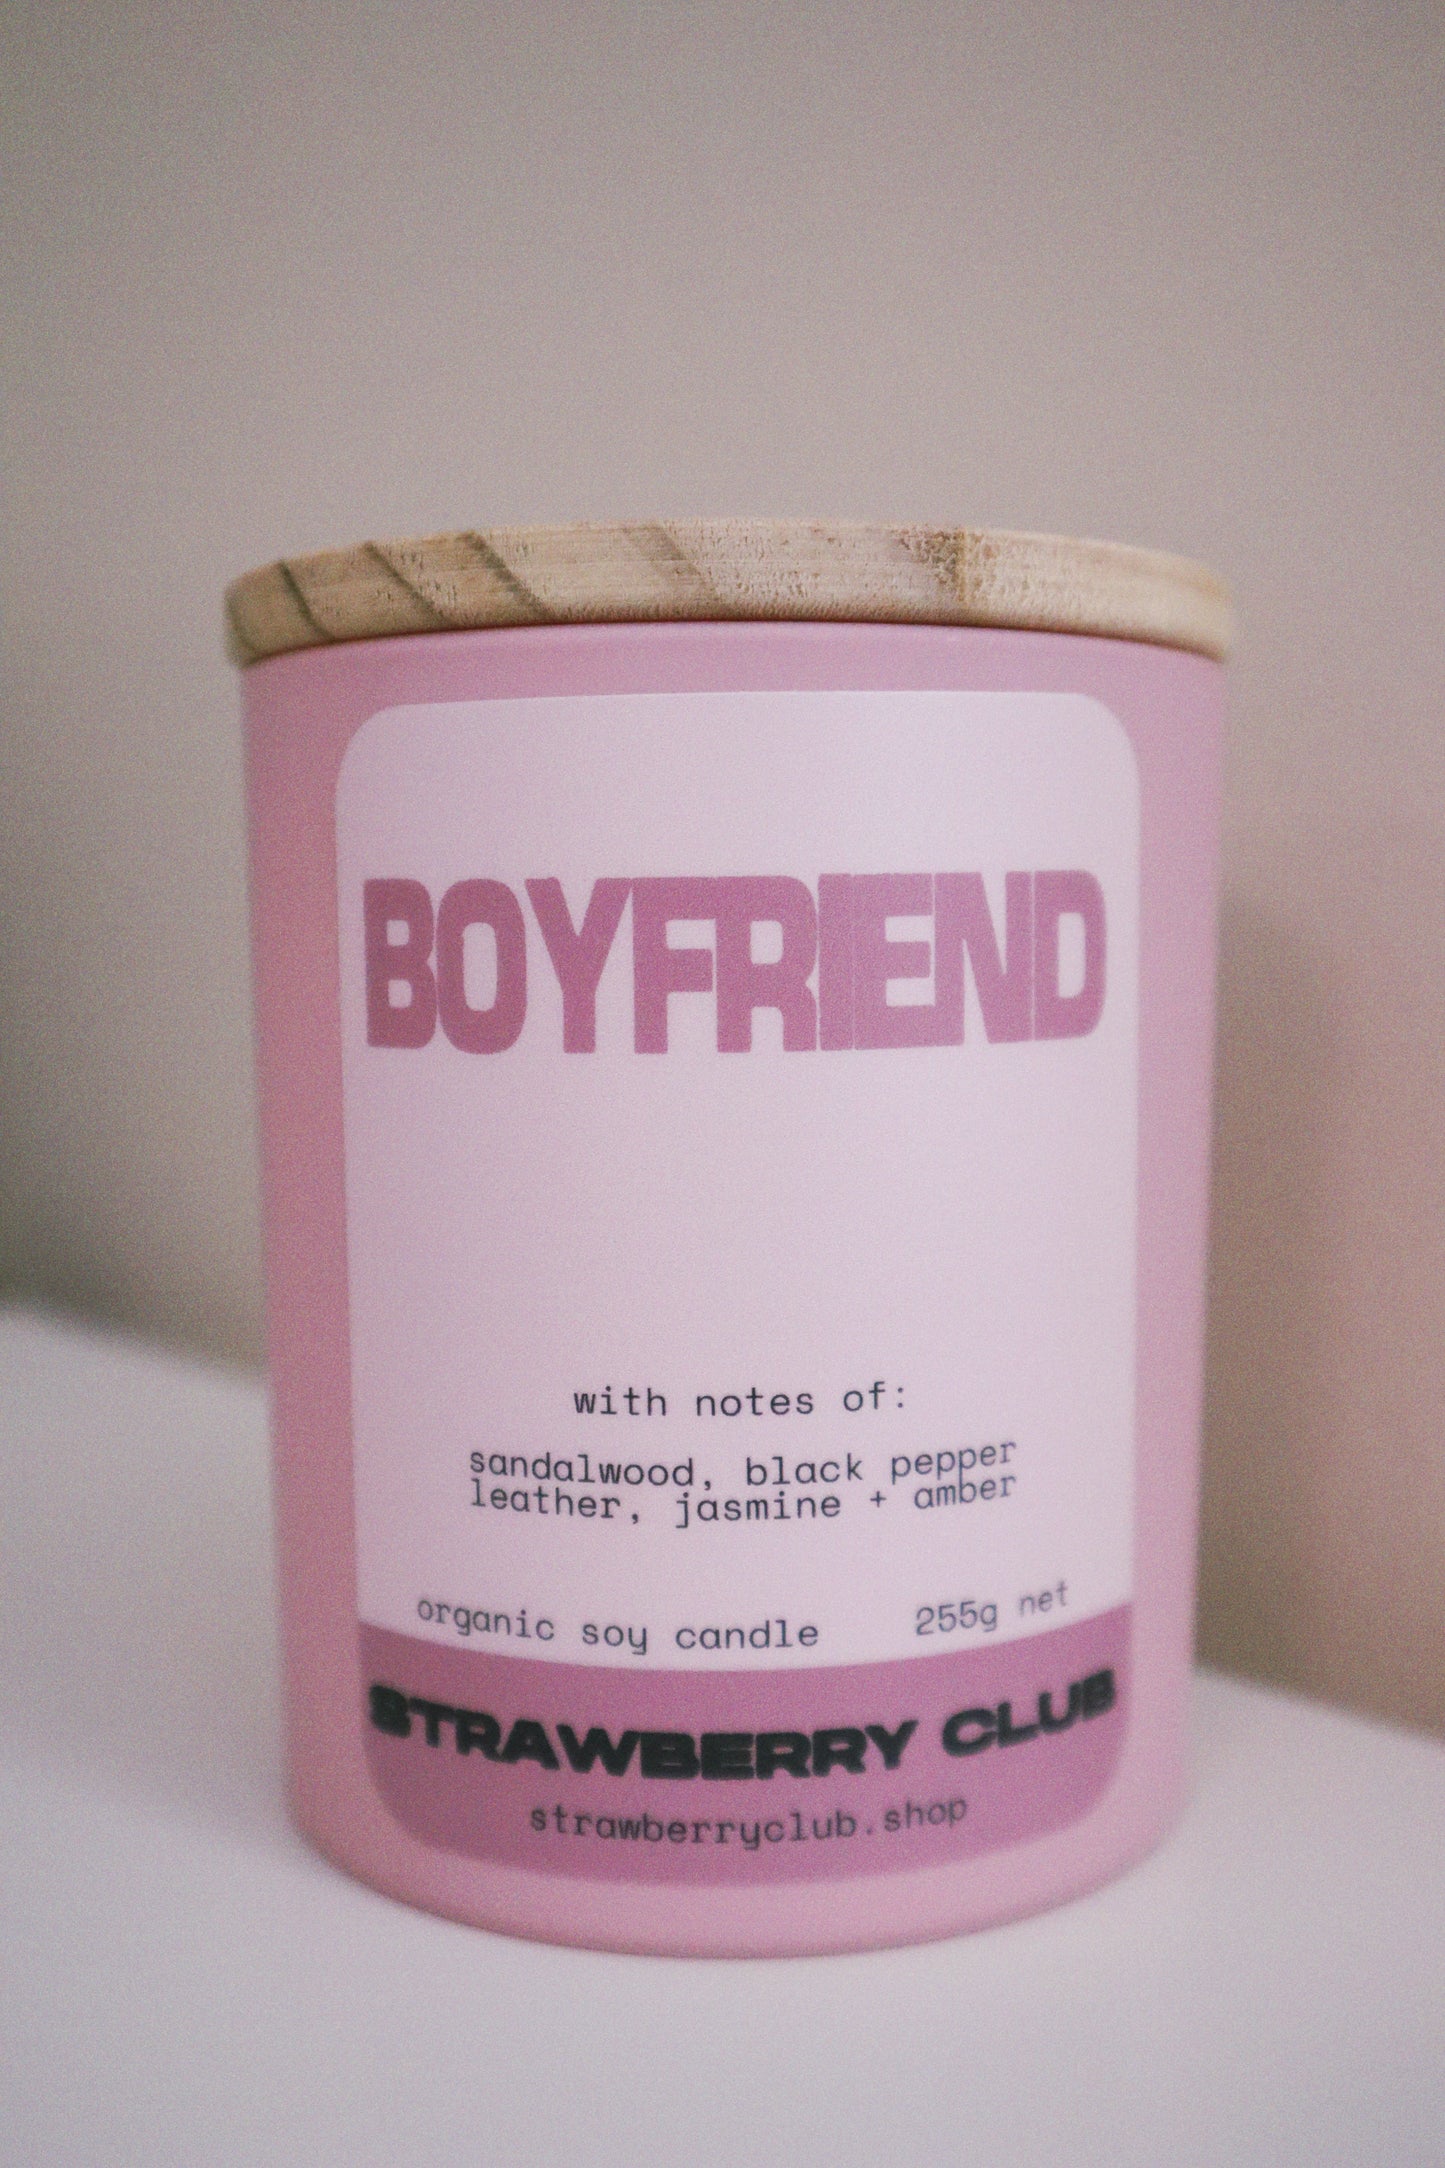 BOYFRIEND
with notes of:
sandalwood, black pepper
leather, jasmine + amber
organic soy candle 255g net
STRAWBERRY CLUB
strawberryclub.shop